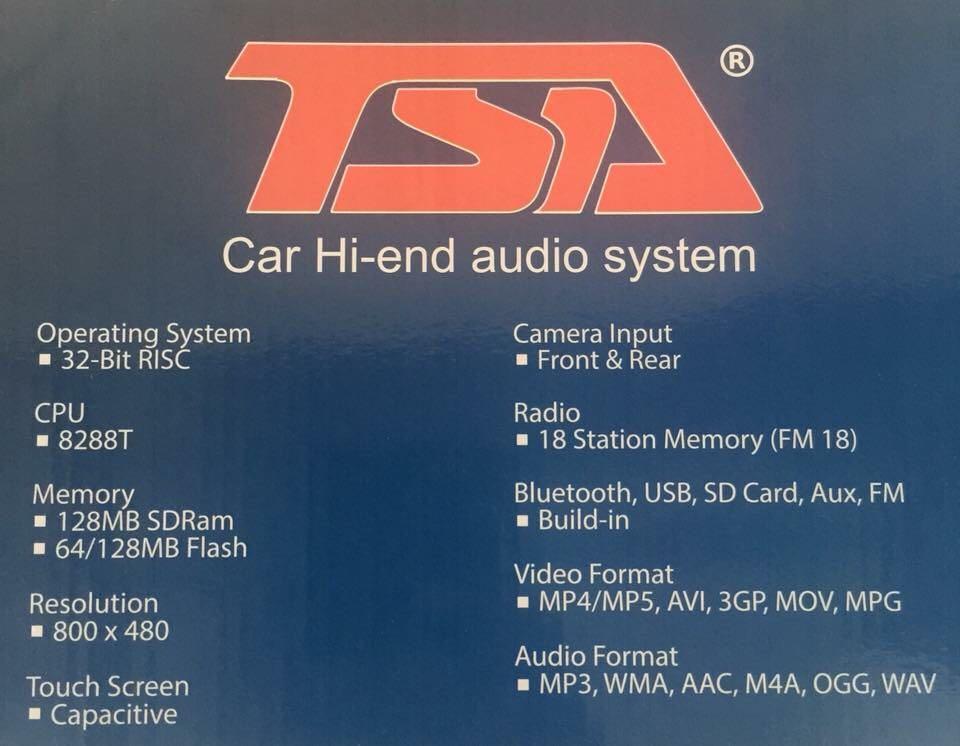 TSA ®
Car Hi-end audio system
Operating System
▪ 32-Bit RISC
CPU
▪ 8288T
Memory
▪ 128MB SDRam
▪ 64/128MB Flash
Resolution
▪ 800 x 480
Touch Screen
▪ Capacitive
Camera Input
▪ Front & Rear
Radio
▪ 18 Station Memory (FM 18)
Bluetooth, USB, SD Card, Aux, FM
▪ Build-in
Video Format
▪ MP4/MP5, AVI, 3GP, MOV, MPG
Audio Format
▪ MP3, WMA, AAC, M4A, OGG, WAV